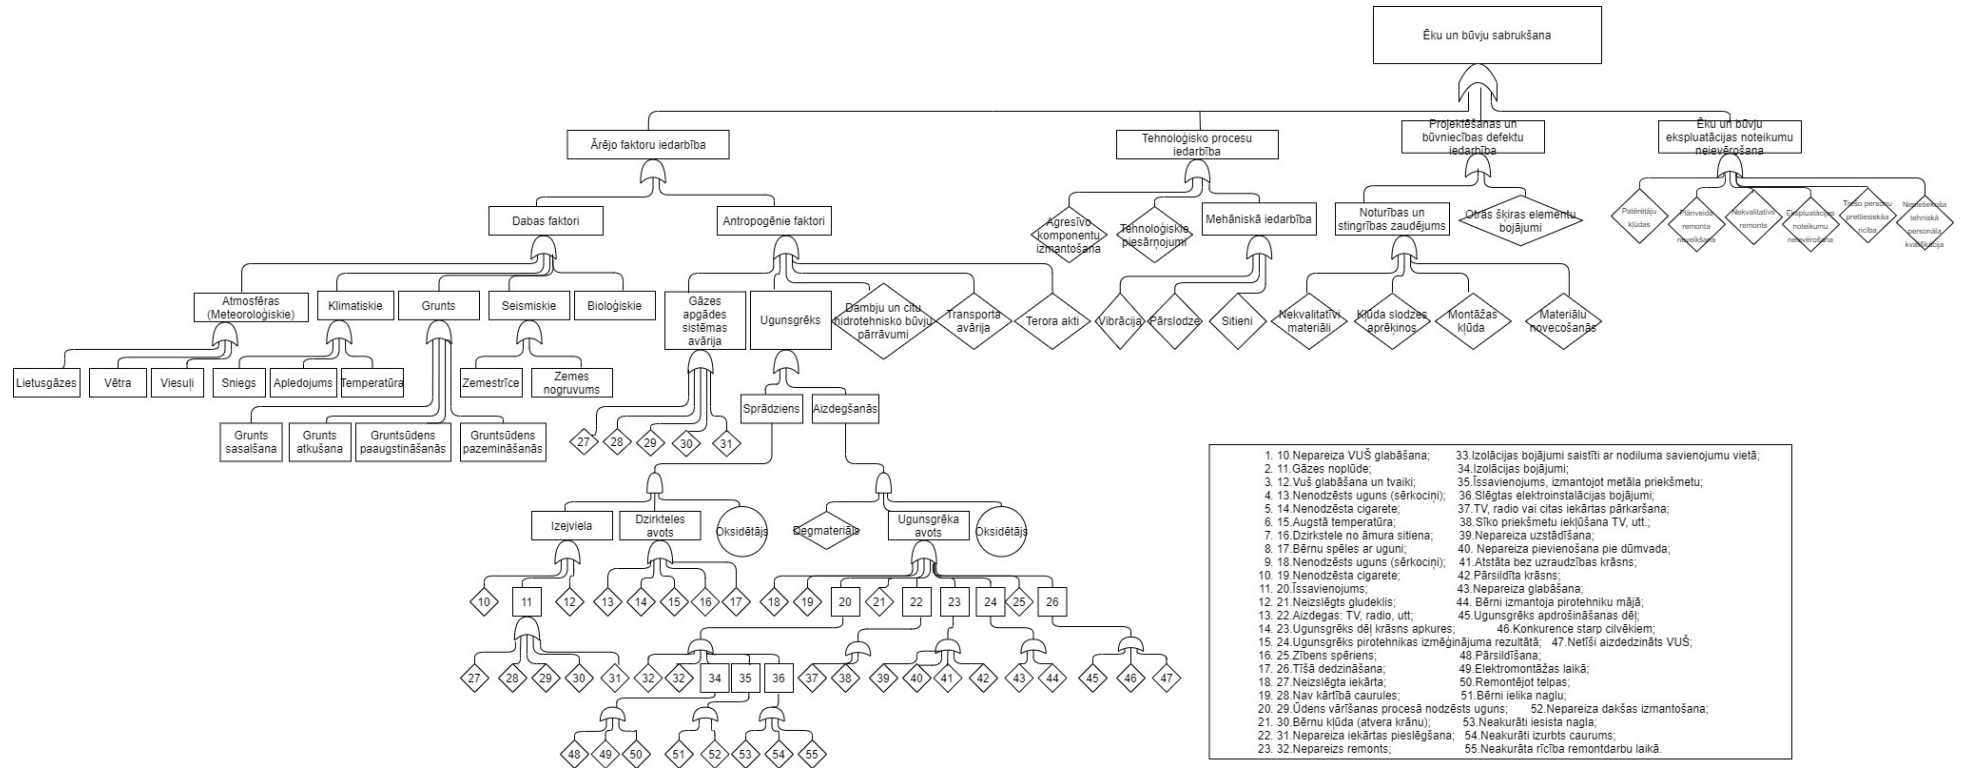 Ēku un būvju sabrukšana
Ārējo faktoru iedarbība
Tehnoloģisko procesu
iedarbība
Projektēšanas un
būvniecības defektu
iedarbība
Ēku un būvju
ekspluatācijas noteikumu
neievērošana
Dabas faktori
Antropogēnie faktori
Agresīvo
komponentu
izmantošana
Tehnoloģiskie
piesārņojumi
Mehāniskā iedarbība
Noturības un
stingrības zaudējums
Otrās šķiras elementu
bojājumi
Patērētāju
kļūdas
Plānveida
remonta
neveikšana
Nekvalitatīvs
remonts
Ekspluatācijas
noteikumu
neievērošana
Trešo personu
prettiesiskāa
rīcība
Nepietiekoša
tehniskā
personāla
kvalifikācija
Atmosfēras
(Meteoroloģiskie)
Klimatiskie
Grunts
Seismiskie
Bioloģiskie
Gāzes
apgādes
sistēmas
avārija
Ugunsgrēks
Dambju un citu
hidrotehnisko būvju
pārrāvumi
Transporta
avārija
Terora akti
Vibrācija
Pārslodze
Sitieni
Nekvalitatīvi
materiāli
Kļūda slodzes
aprēķinos
Montāžas
kļūda
Materiālu
novecošanās
Lietusgāzes
Vētra
Viesuļi
Sniegs
Apledojums
Temperatūra
Zemestrīce
Zemes
nogruvums
Sprādziens
Aizdegšanās
Grunts
sasalšana
Grunts
atkušana
Gruntsūdens
paaugstināšanās
Gruntsūdens
pazemināšanās
27
28
29
30
31
Izejviela
Dzirkteles
avots
Oksidētājs
Degmateriāls
Ugunsgrēka
avots
Oksidētājs
10
11
12
13
14
15
16
17
18
19
20
21
22
23
24
25
26
27
28
29
30
31
32
32
34
35
36
37
38
39
40
41
42
43
44
45
46
47
48
49
50
51
52
53
54
55
1. 10.Nepareiza VUŠ glabāšana; 33.Izolācijas bojājumi saistīti ar nodiluma savienojumu vietā;
2. 11.Gāzes noplūde; 34.Izolācijas bojājumi;
3. 12.Vuš glabāšana un tvaiki; 35.Īssavienojums, izmantojot metāla priekšmetu;
4. 13.Nenodzēsts uguns (sērkociņi); 36.Slēgtas elektroinstalācijas bojājumi;
5. 14.Nenodzēsta cigarete; 37.TV, radio vai citas iekārtas pārkaršana;
6. 15.Augstā temperatūra; 38.Sīko priekšmetu iekļūšana TV, utt.;
7. 16.Dzirkstele no āmura sitiena; 39.Nepareiza uzstādīšana;
8. 17.Bērnu spēles ar uguni; 40. Nepareiza pievienošana pie dūmvada;
9. 18.Nenodzēsts uguns (sērkociņi); 41.Atstāta bez uzraudzības krāsns;
10. 19.Nenodzēsta cigarete; 42.Pārsildīta krāsns;
11. 20.Īssavienojums; 43.Nepareiza glabāšana;
12. 21.Neizslēgts gludeklis; 44. Bērni izmantoja pirotehniku mājā;
13. 22.Aizdegas: TV, radio, utt; 45.Ugunsgrēks apdrošināšanas dēļ;
14. 23.Ugunsgrēks dēļ krāsns apkures; 46.Konkurence starp cilvēkiem;
15. 24.Ugunsgrēks pirotehnikas izmēģinājuma rezultātā; 47.Netīši aizdedzināts VUŠ;
16. 25.Zibens spēriens; 48.Pārsildīšana;
17. 26.Tīšā dedzināšana; 49.Elektromontāžas laikā;
18. 27.Neizslēgta iekārta; 50.Remontējot telpas;
19. 28.Nav kārtībā caurules; 51.Bērni ielika naglu;
20. 29.Ūdens vārīšanas procesā nodzēsts uguns; 52.Nepareiza dakšas izmantošana;
21. 30.Bērnu kļūda (atvera krānu); 53.Neakurāti iesista nagla;
22. 31.Nepareiza iekārtas pieslēgšana; 54.Neakurāti izurbts caurums;
23. 32.Nepareizs remonts; 55.Neakurāta rīcība remontdarbu laikā.